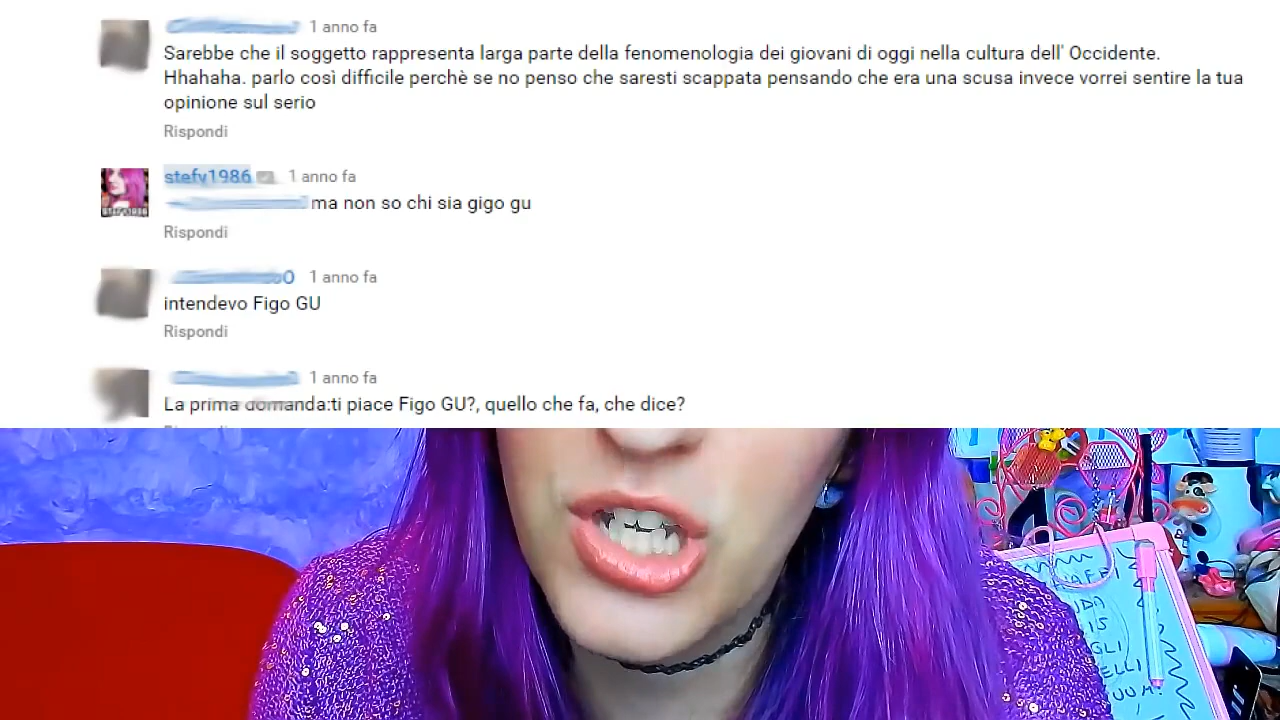 1 anno fa
Sarebbe che il soggetto rappresenta larga parte della fenomenologia dei giovani di oggi nella cultura dell' Occidente.
Hhahaha. parlo così difficile perchè se no penso che saresti scappata pensando che era una scusa invece vorrei sentire la tua
opinione sul serio
Rispondi
stefy1986 1 anno fa
STEFY1986
ma non so chi sia gigo gu
Rispondi
1 anno fa
intendevo Figo GU
Rispondi
1 anno fa
La prima domanda:ti piace Figo GU?, quello che fa, che dice?